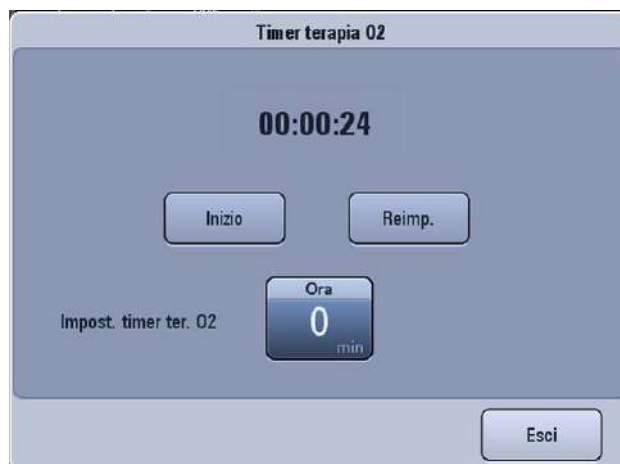 Timer terapia O2
00:00:24
Inizio
Reimp.
Impost. timer ter. O2
Ora
0
min
Esci